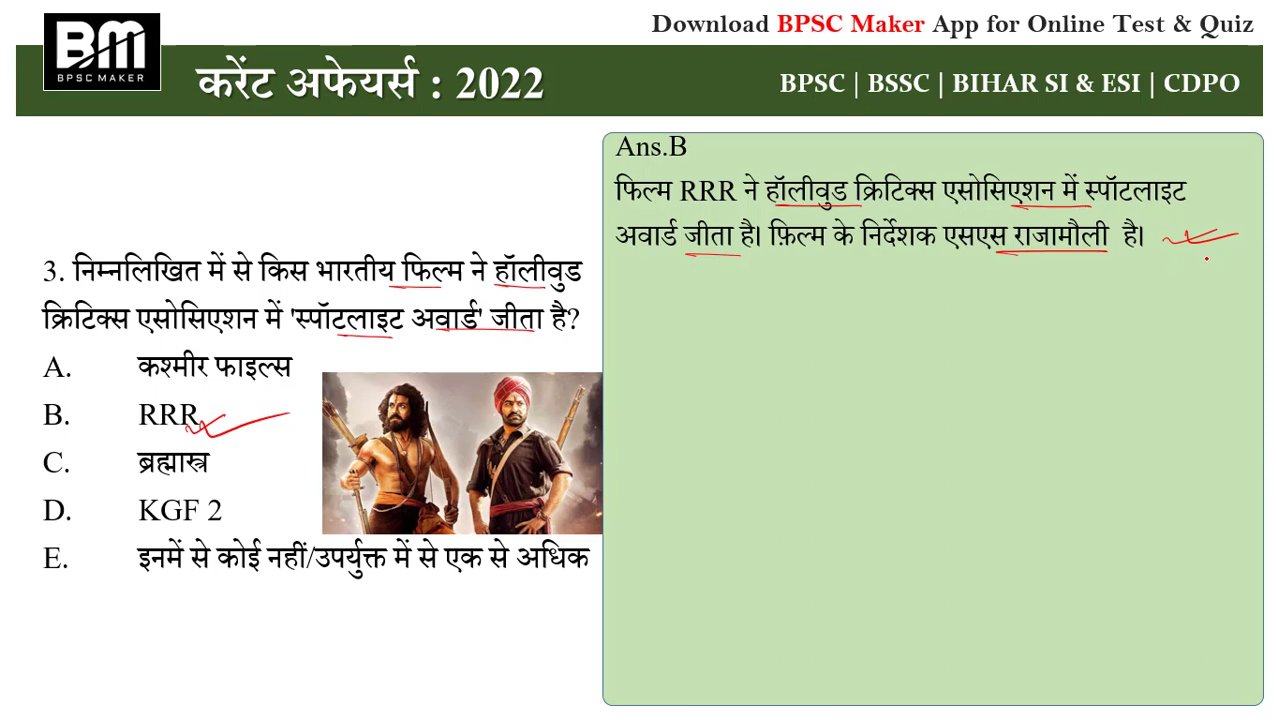 Download BPSC Maker App for Online Test & Quiz
BM
BPSC MAKER
करेंट अफेयर्स : 2022
BPSC | BSSC | BIHAR SI & ESI | CDPO
3. निम्नलिखित में से किस भारतीय फिल्म ने हॉलीवुड
क्रिटिक्स एसोसिएशन में 'स्पॉटलाइट अवार्ड' जीता है?
A. कश्मीर फाइल्स
B. RRR
C. ब्रह्मास्त्र
D. KGF 2
E. इनमें से कोई नहीं/उपर्युक्त में से एक से अधिक
Ans.B
फिल्म RRR ने हॉलीवुड क्रिटिक्स एसोसिएशन में स्पॉटलाइट
अवार्ड जीता है। फ़िल्म के निर्देशक एसएस राजामौली है।